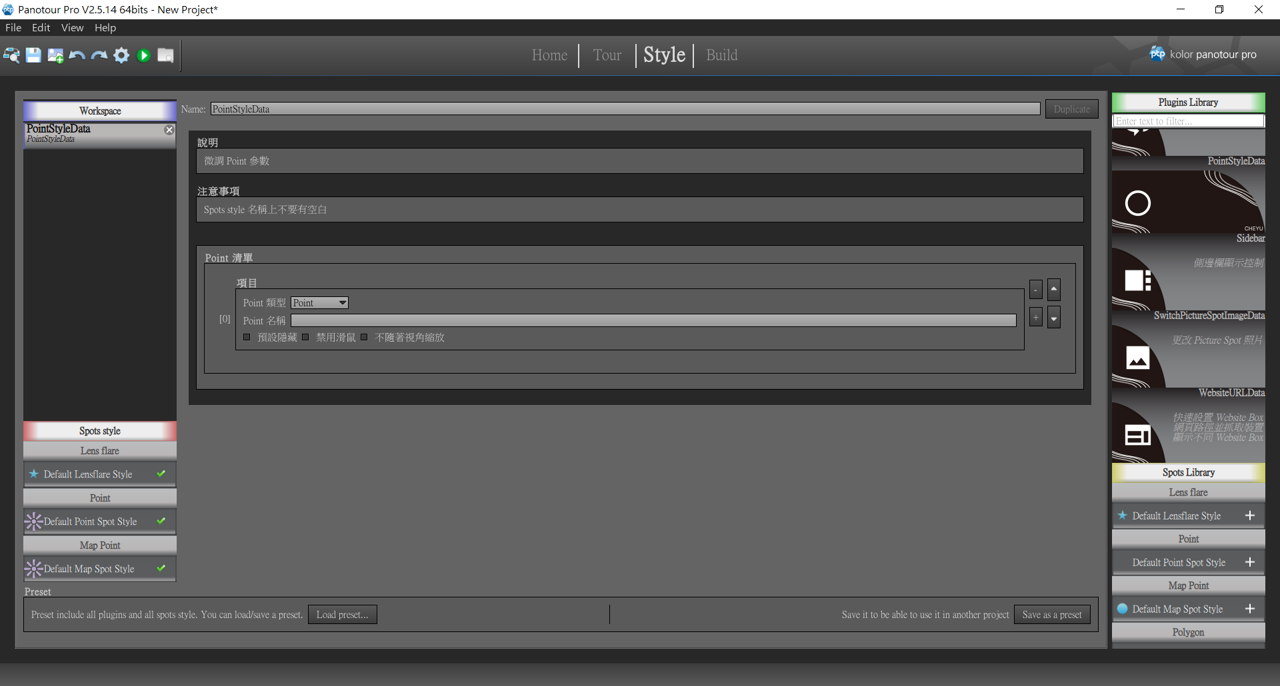 Panotour Pro V2.5.14 64bits - New Project*
File Edit View Help
Home Tour Style Build
ptp kolor panotour pro
Workspace
PointStyleData
PointStyleData
Name: PointStyleData Duplicate
說明
微調 Point 參數
注意事項
Spots style 名稱上不要有空白
Point 清單
項目
[0]
Point 類型 Point
Point 名稱
預設隱藏 禁用滑鼠 不隨著視角縮放
-
+
Spots style
Lens flare
Default Lensflare Style
Point
Default Point Spot Style
Map Point
Default Map Spot Style
Preset
Preset include all plugins and all spots style. You can load/save a preset. Load preset...
Save it to be able to use it in another project Save as a preset
Plugins Library
Enter text to filter...
PointStyleData
CHEYU
Sidebar
側邊欄顯示控制
SwitchPictureSpotImageData
更改 Picture Spot 照片
WebsiteURLData
快速設置 Website Box
網頁路徑並抓取裝置
顯示不同 Website Box
Spots Library
Lens flare
Default Lensflare Style +
Point
Default Point Spot Style +
Map Point
Default Map Spot Style +
Polygon